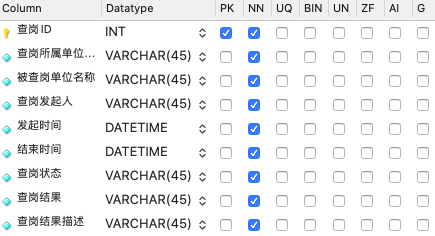 Column Datatype PK NN UQ BIN UN ZF AI G
查岗ID INT
查岗所属单位... VARCHAR(45)
被查岗单位名称 VARCHAR(45)
查岗发起人 VARCHAR(45)
发起时间 DATETIME
结束时间 DATETIME
查岗状态 VARCHAR(45)
查岗结果 VARCHAR(45)
查岗结果描述 VARCHAR(45)